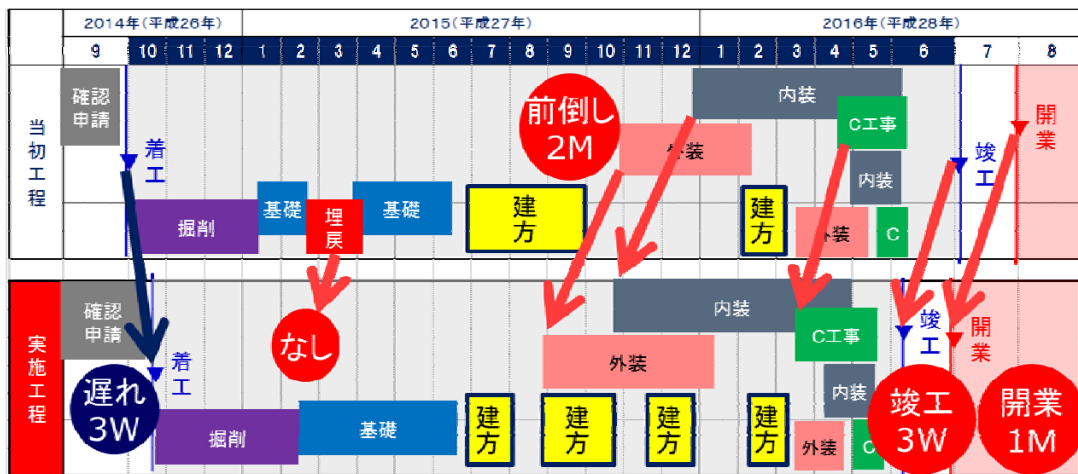 2014年(平成26年) 2015(平成27年) 2016年(平成28年)
9 10 11 12 1 2 3 4 5 6 7 8 9 10 11 12 1 2 3 4 5 6 7 8
当初工程
確認
申請
着工
掘削
基礎
埋戻
基礎
建方
前倒し
2M
外装
内装
建方
C工事
内装
外装
C
竣工
開業
実施工程
確認
申請
着工
遅れ
3W
掘削
なし
基礎
建方
建方
建方
建方
外装
内装
C工事
内装
外装
C
竣工
開業
竣工
3W
開業
1M